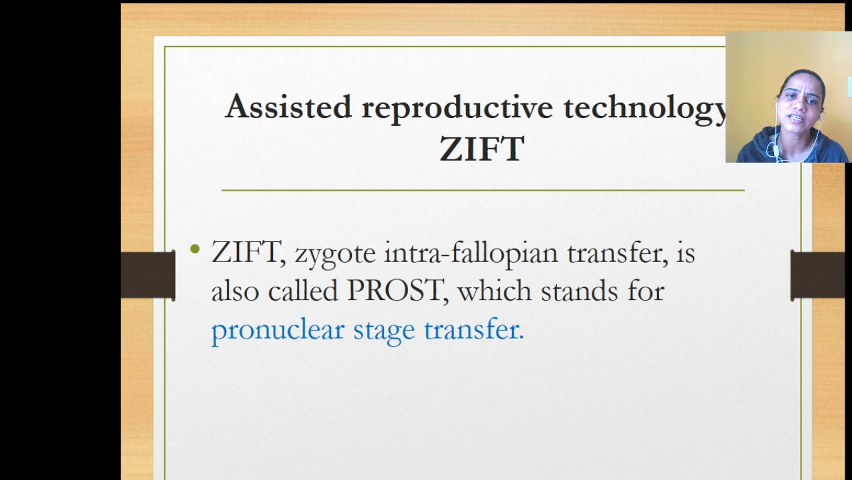 Assisted reproductive technology
ZIFT
• ZIFT, zygote intra-fallopian transfer, is
also called PROST, which stands for
pronuclear stage transfer.